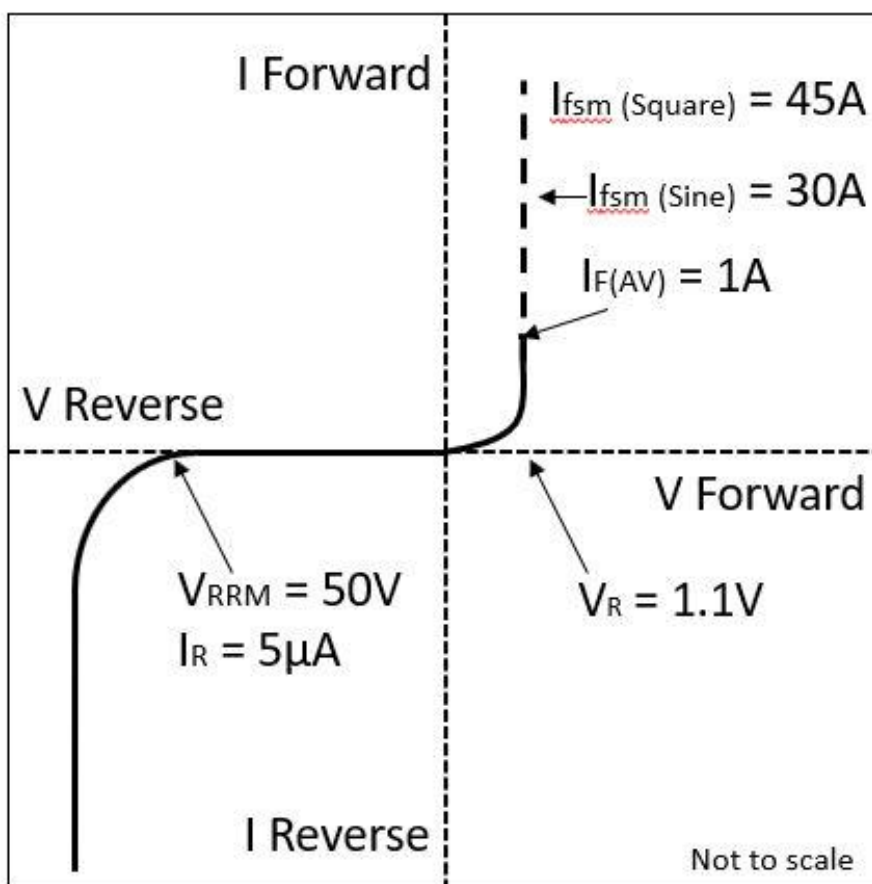 I Forward
Ifsm (Square) = 45A
Ifsm (Sine) = 30A
IF(AV) = 1A
V Reverse
V Forward
VRRM = 50V
IR = 5µA
VR = 1.1V
I Reverse
Not to scale